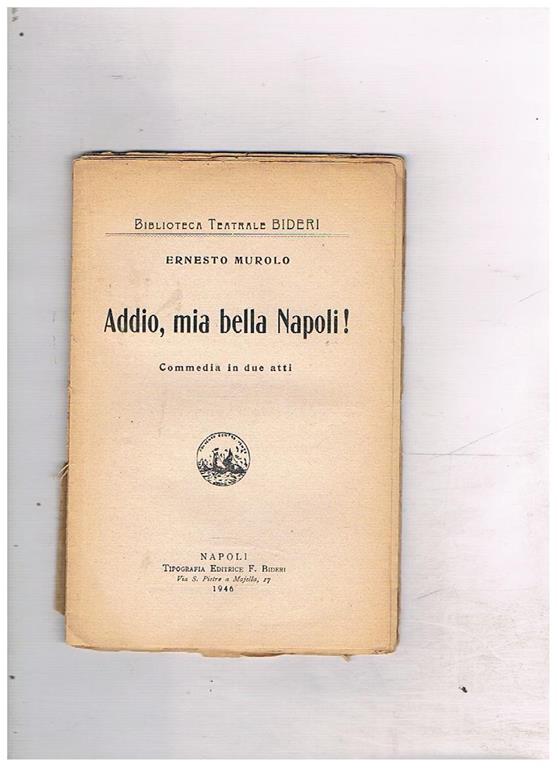 BIBLIOTECA TEATRALE BIDERI
ERNESTO MUROLO
Addio, mia bella Napoli!
Commedia in due atti
NAPOLI
TIPOGRAFIA EDITRICE F. BIDERI
Via S. Pietro a Majella, 17
1946